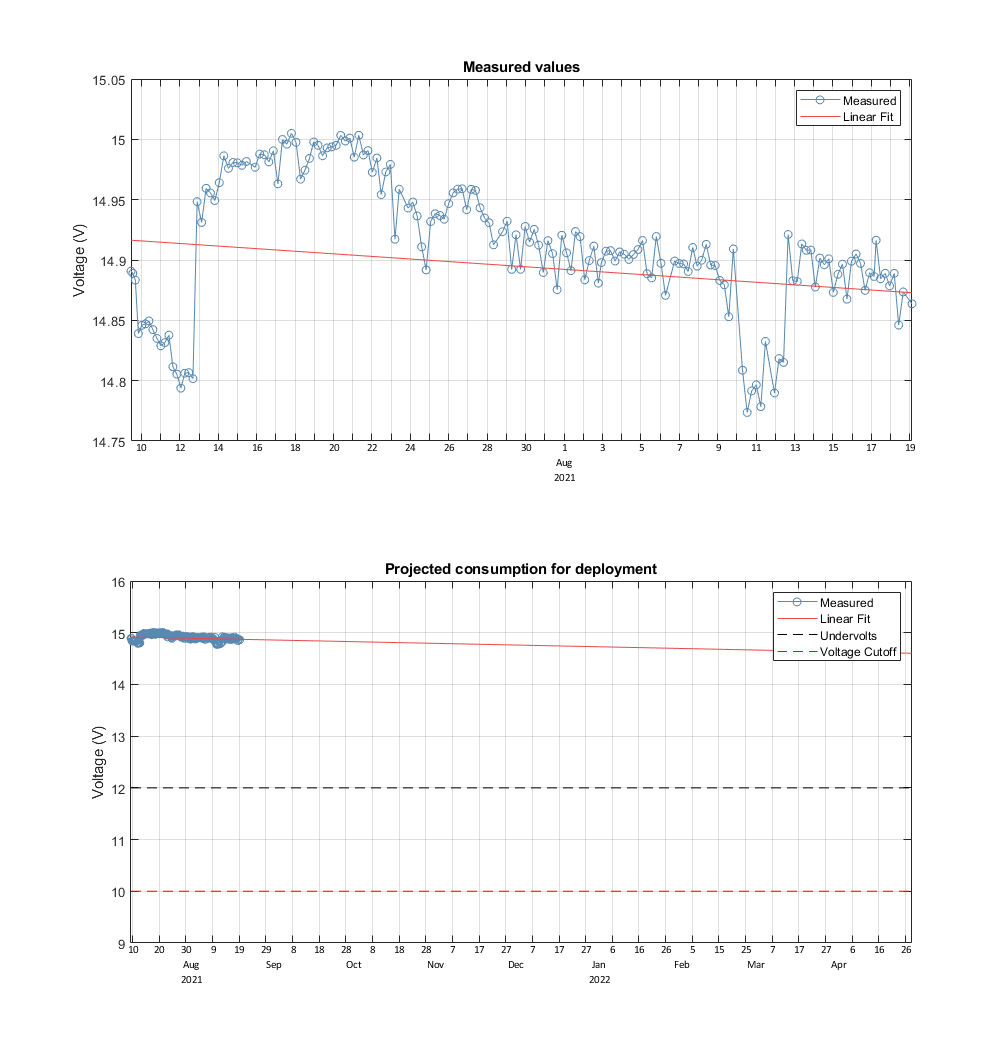 Measured values
15.05
15
14.95
14.9
14.85
14.8
14.75
Voltage (V)
Measured
Linear Fit
10 12 14 16 18 20 22 24 26 28 30 1 3 5 7 9 11 13 15 17 19
Aug
2021
Projected consumption for deployment
16
15
14
13
12
11
10
9
Voltage (V)
Measured
Linear Fit
Undervolts
Voltage Cutoff
10 20 30 9 19 29 8 18 28 8 18 28 7 17 27 7 17 27 6 16 26 5 15 25 7 17 27 6 16 26
Aug Sep Oct Nov Dec Jan Feb Mar Apr
2021 2022